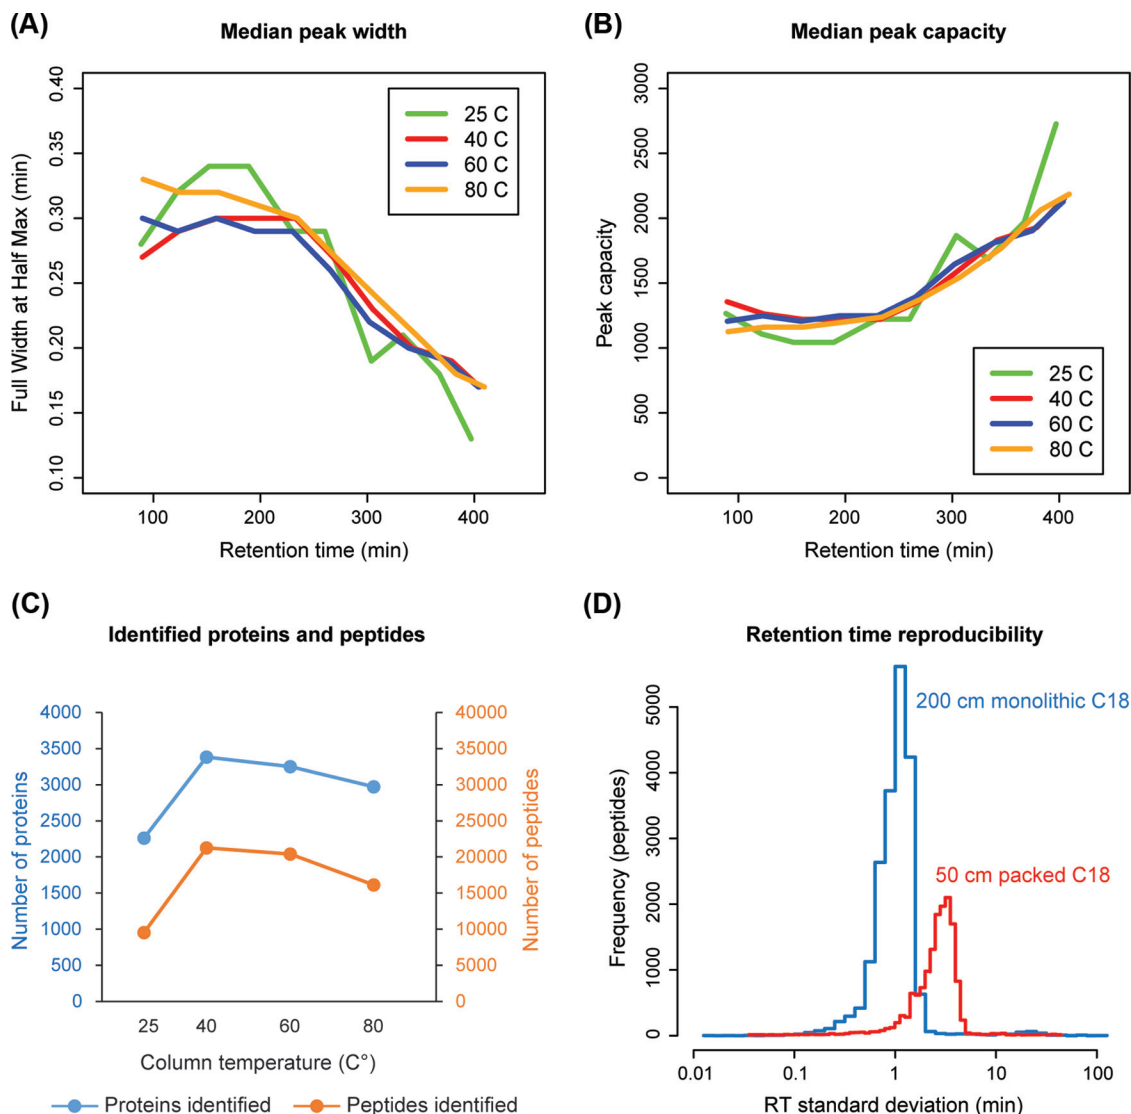 (A)
Median peak width
Full Width at Half Max (min)
0.40
0.35
0.30
0.25
0.20
0.15
0.10
25 C
40 C
60 C
80 C
100 200 300 400
Retention time (min)
(B)
Median peak capacity
Peak capacity
3000
2500
2000
1500
1000
500
0
25 C
40 C
60 C
80 C
100 200 300 400
Retention time (min)
(C)
Identified proteins and peptides
Number of proteins
4000
3500
3000
2500
2000
1500
1000
500
0
40000
35000
30000
25000
20000
15000
10000
5000
0
Number of peptides
25 40 60 80
Column temperature (C°)
Proteins identified Peptides identified
(D)
Retention time reproducibility
Frequency (peptides)
5000
4000
3000
2000
1000
0
200 cm monolithic C18
50 cm packed C18
0.01 0.1 1 10 100
RT standard deviation (min)